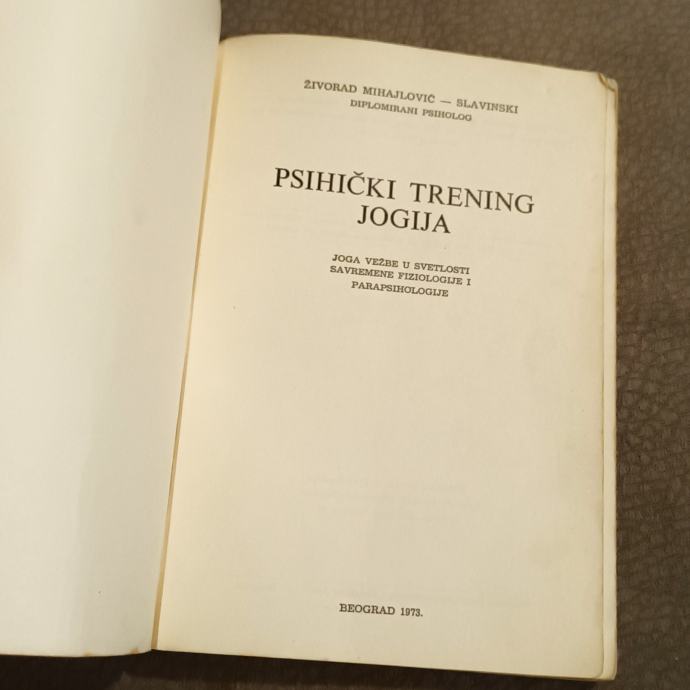 ŽIVORAD MIHAJLOVIĆ — SLAVINSKI
DIPLOMIRANI PSIHOLOG
PSIHIČKI TRENING
JOGIJA
JOGA VEŽBE U SVETLOSTI
SAVREMENE FIZIOLOGIJE I
PARAPSIHOLOGIJE
BEOGRAD 1973.